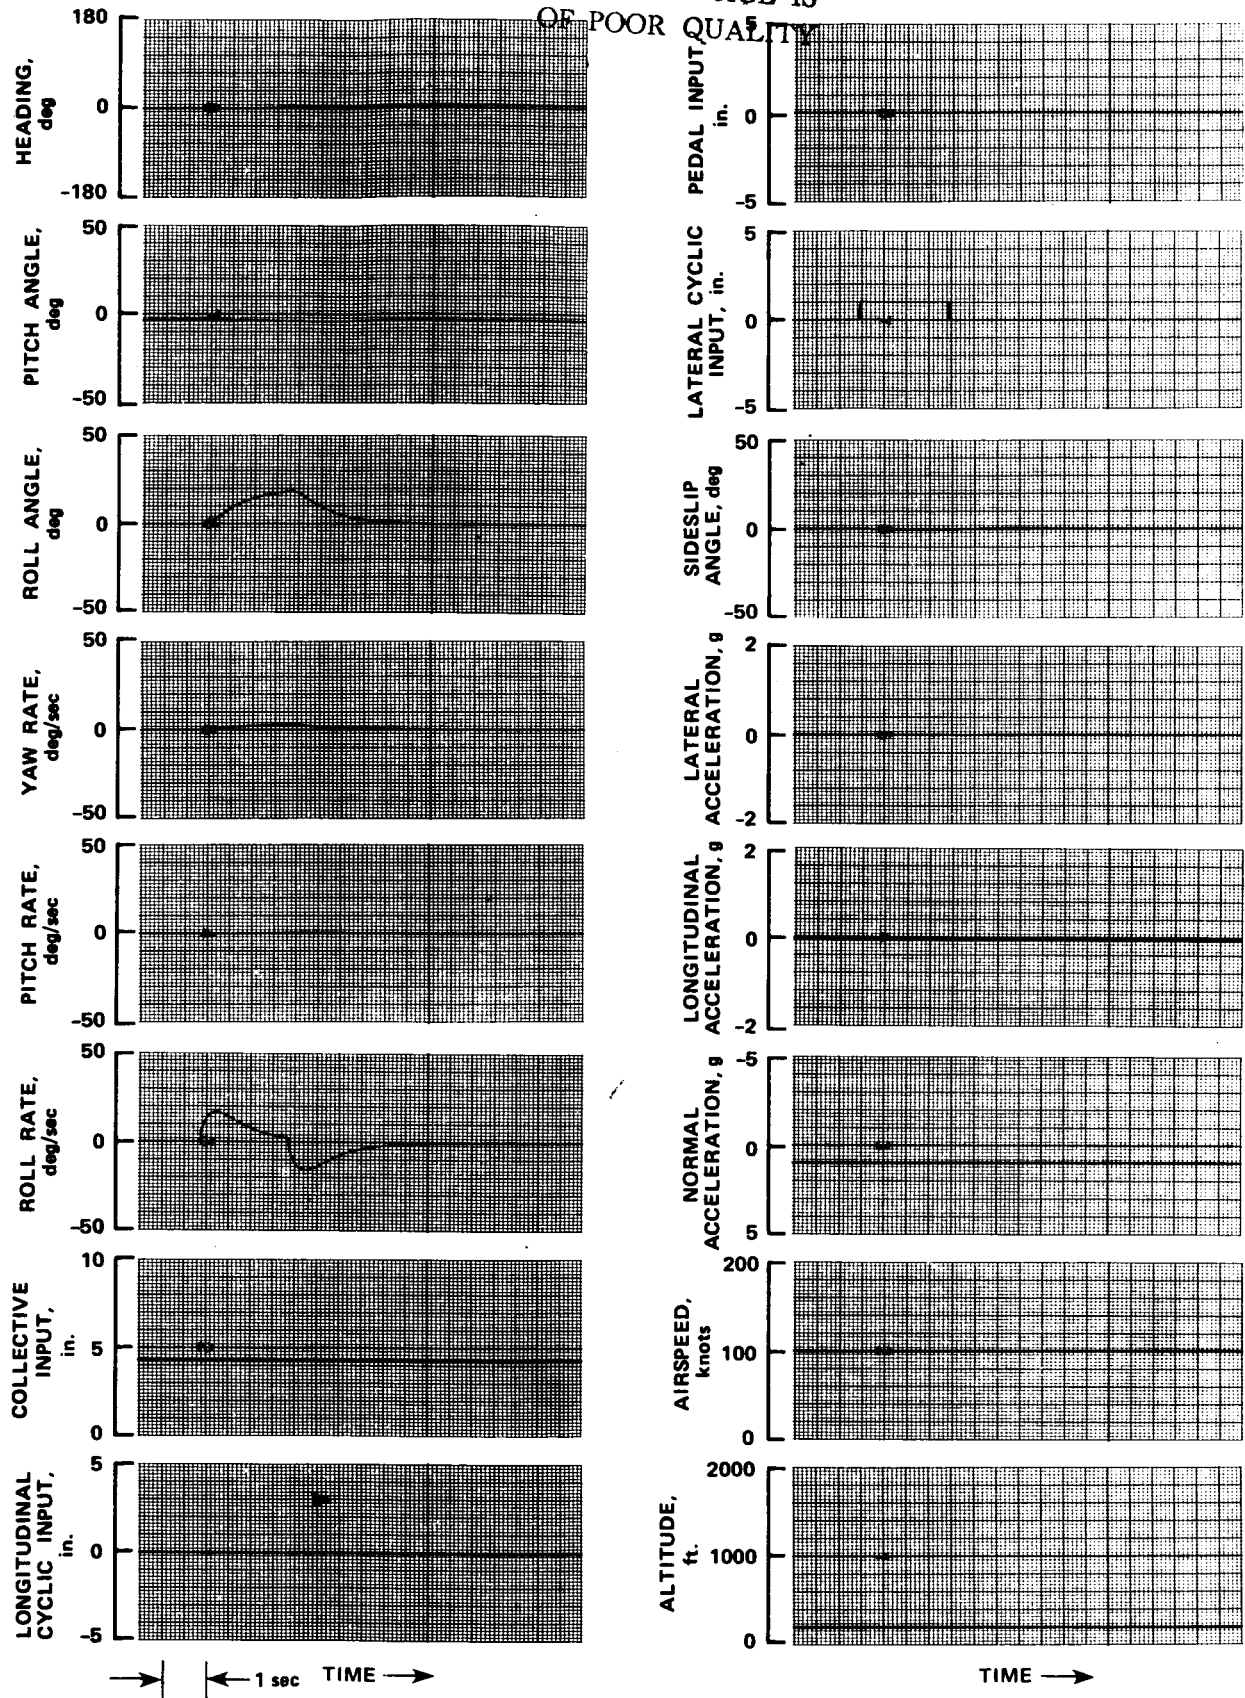 OF POOR QUALITY
180
HEADING,
deg
0
-180
50
PITCH ANGLE,
deg
0
-50
50
ROLL ANGLE,
deg
0
-50
50
YAW RATE,
deg/sec
0
-50
50
PITCH RATE,
deg/sec
0
-50
50
ROLL RATE,
deg/sec
0
-50
10
COLLECTIVE
INPUT,
in.
5
0
5
LONGITUDINAL
CYCLIC INPUT,
in.
0
-5
1 sec
TIME
5
PEDAL INPUT,
in.
0
-5
5
LATERAL CYCLIC
INPUT, in.
0
-5
50
SIDESLIP
ANGLE, deg
0
-50
2
LATERAL
ACCELERATION, g
0
-2
2
LONGITUDINAL
ACCELERATION, g
0
-2
-5
NORMAL
ACCELERATION, g
0
5
200
AIRSPEED,
knots
100
0
2000
ALTITUDE,
ft.
1000
0
TIME